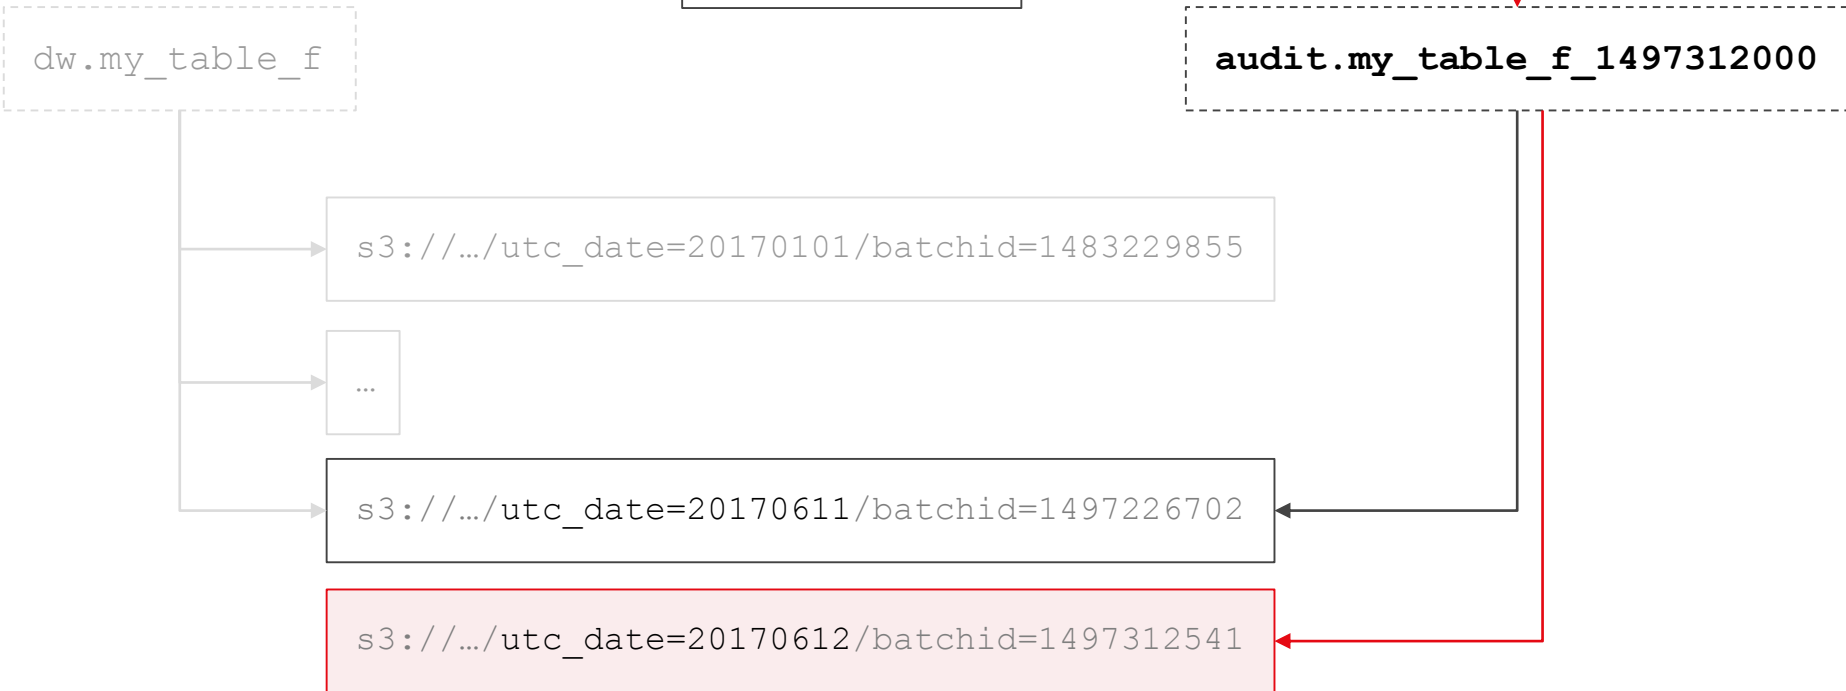 dw.my_table_f
audit.my_table_f_1497312000
s3://…/utc_date=20170101/batchid=1483229855
…
s3://…/utc_date=20170611/batchid=1497226702
s3://…/utc_date=20170612/batchid=1497312541